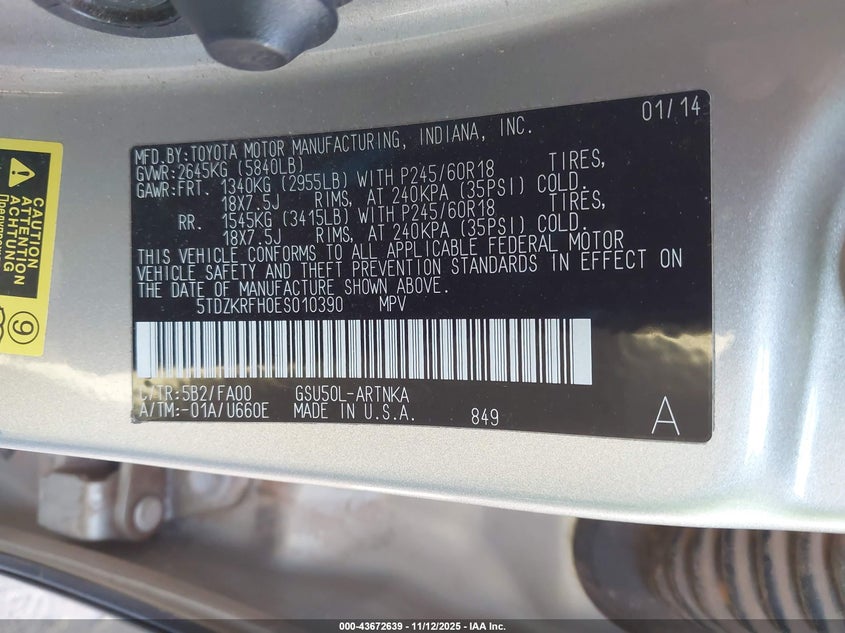 01/14
MFD.BY:TOYOTA MOTOR MANUFACTURING, INDIANA, INC.
GVWR:2645KG (5840LB)
GAWR:FRT. 1340KG (2955LB) WITH P245/60R18 TIRES,
18X7.5J RIMS, AT 240KPA (35PSI) COLD.
RR. 1545KG (3415LB) WITH P245/60R18 TIRES,
18X7.5J RIMS, AT 240KPA (35PSI) COLD.
THIS VEHICLE CONFORMS TO ALL APPLICABLE FEDERAL MOTOR
VEHICLE SAFETY AND THEFT PREVENTION STANDARDS IN EFFECT ON
THE DATE OF MANUFACTURE SHOWN ABOVE.
5TDZKRFH0ES010390 MPV
C/TR:5B2/FA00 GSU50L-ARTNKA
A/TM:-01A/U660E MADE IN U.S.A. 849
A
CAUTION
ATTENTION
ACHTUNG
9
000-43672639 - 11/12/2025 - IAA Inc.